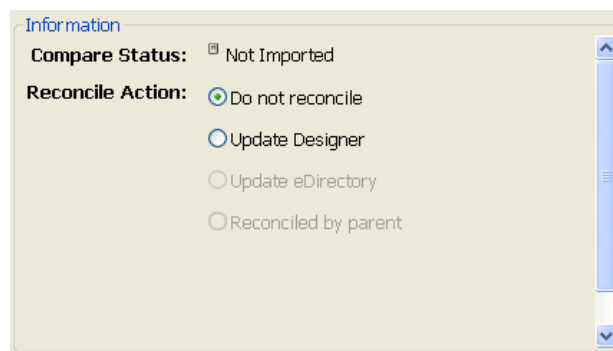 Information
Compare Status: Not Imported
Reconcile Action: Do not reconcile
Update Designer
Update eDirectory
Reconciled by parent